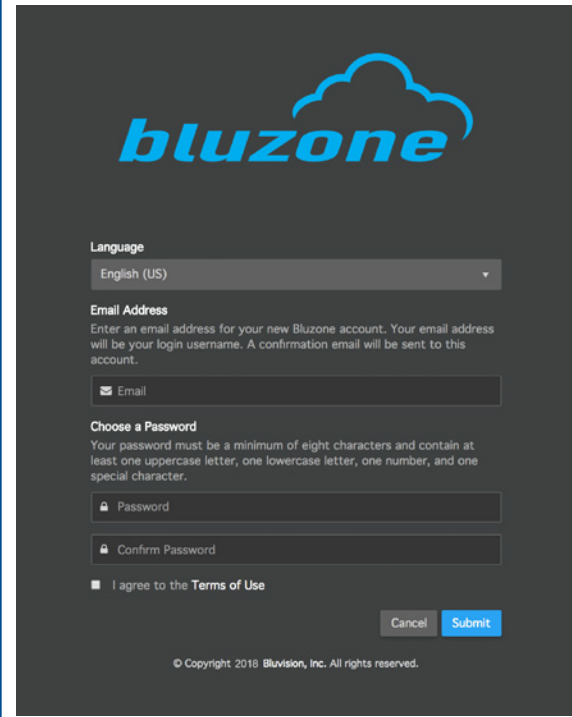 bluzone
Language
English (US)
Email Address
Enter an email address for your new Bluzone account. Your email address
will be your login username. A confirmation email will be sent to this
account.
Email
Choose a Password
Your password must be a minimum of eight characters and contain at
least one uppercase letter, one lowercase letter, one number, and one
special character.
Password
Confirm Password
I agree to the Terms of Use
Cancel Submit
© Copyright 2018 Bluvision, Inc. All rights reserved.